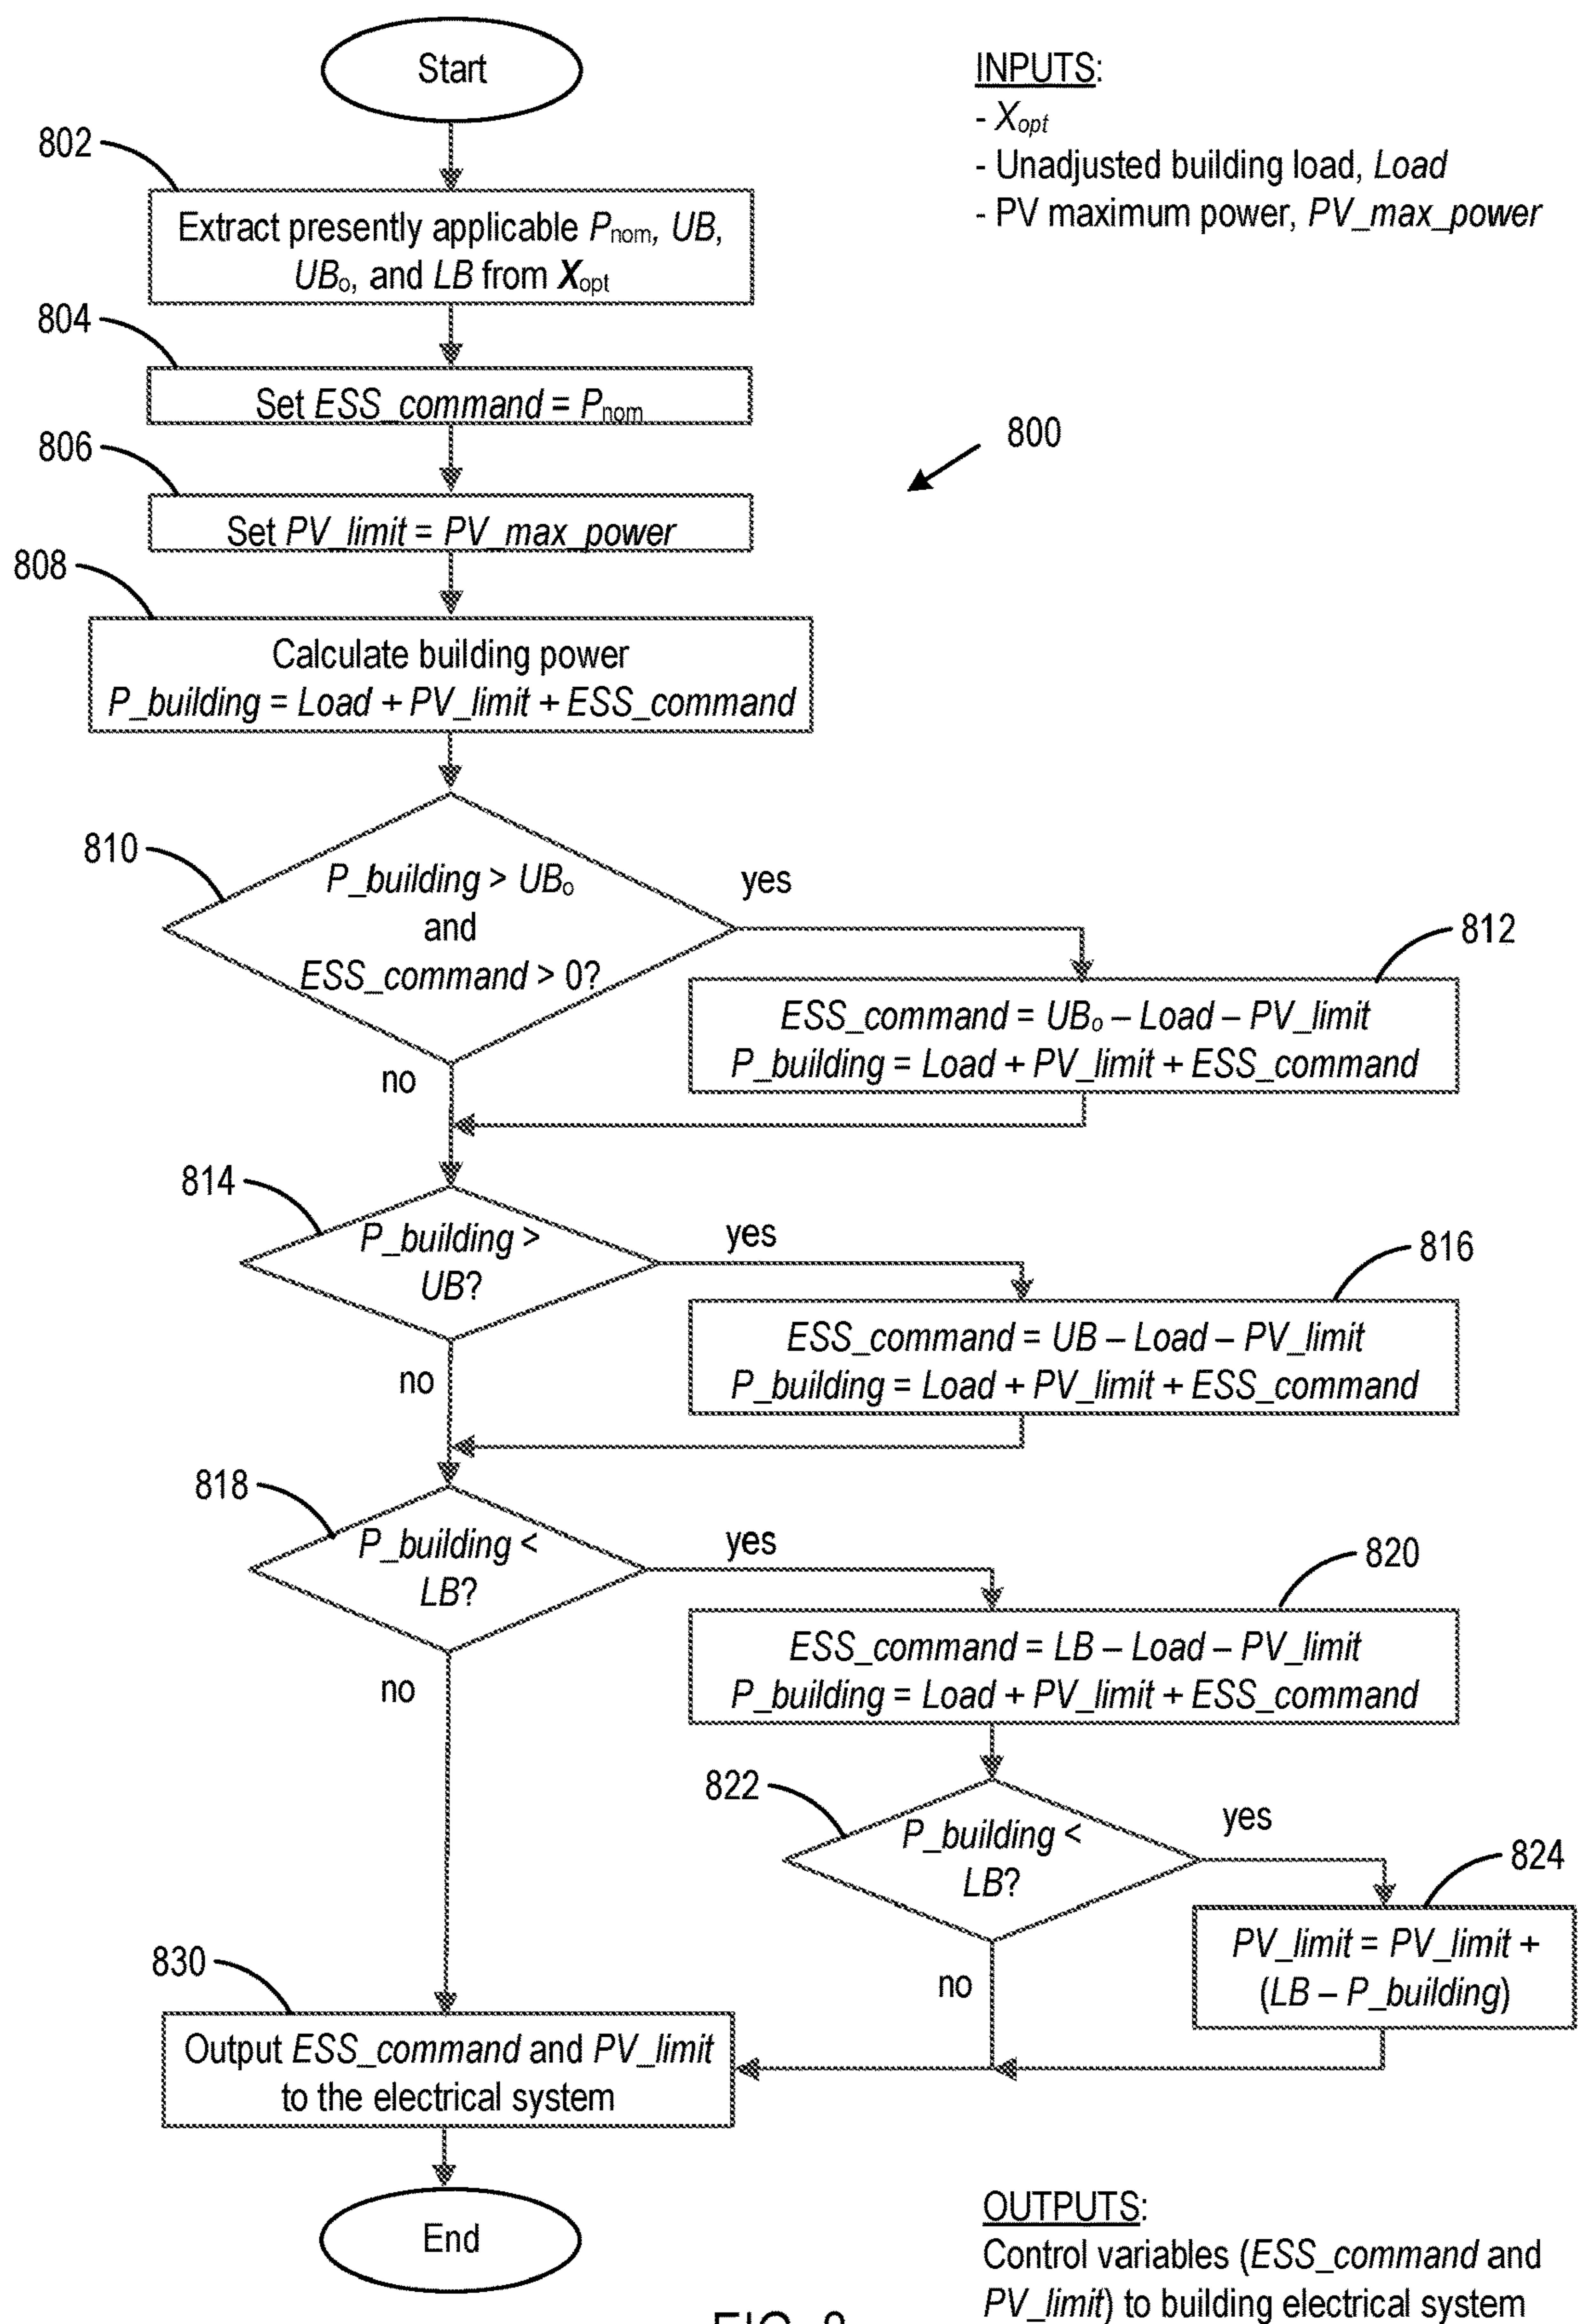 Start
INPUTS:
- Xopt
- Unadjusted building load, Load
- PV maximum power, PV_max_power
802
Extract presently applicable Pnom, UB,
UBo, and LB from Xopt
804
Set ESS_command = Pnom
800
806
Set PV_limit = PV_max_power
808
Calculate building power
P_building = Load + PV_limit + ESS_command
810
P_building > UBo
and
ESS_command > 0?
yes
no
812
ESS_command = UBo – Load – PV_limit
P_building = Load + PV_limit + ESS_command
814
P_building >
UB?
yes
no
816
ESS_command = UB – Load – PV_limit
P_building = Load + PV_limit + ESS_command
818
P_building <
LB?
yes
no
820
ESS_command = LB – Load – PV_limit
P_building = Load + PV_limit + ESS_command
822
P_building <
LB?
yes
no
824
PV_limit = PV_limit +
(LB – P_building)
830
Output ESS_command and PV_limit
to the electrical system
End
OUTPUTS:
Control variables (ESS_command and
PV_limit) to building electrical system
FIG. 8